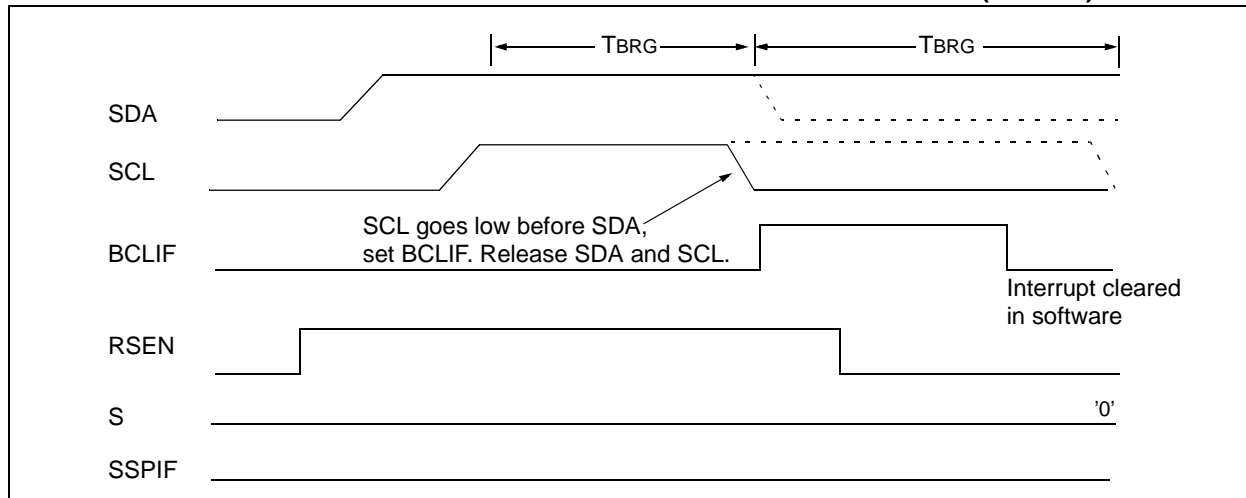 TBRG TBRG
SDA
SCL
SCL goes low before SDA,
set BCLIF. Release SDA and SCL.
BCLIF
Interrupt cleared
in software
RSEN
S '0'
SSPIF